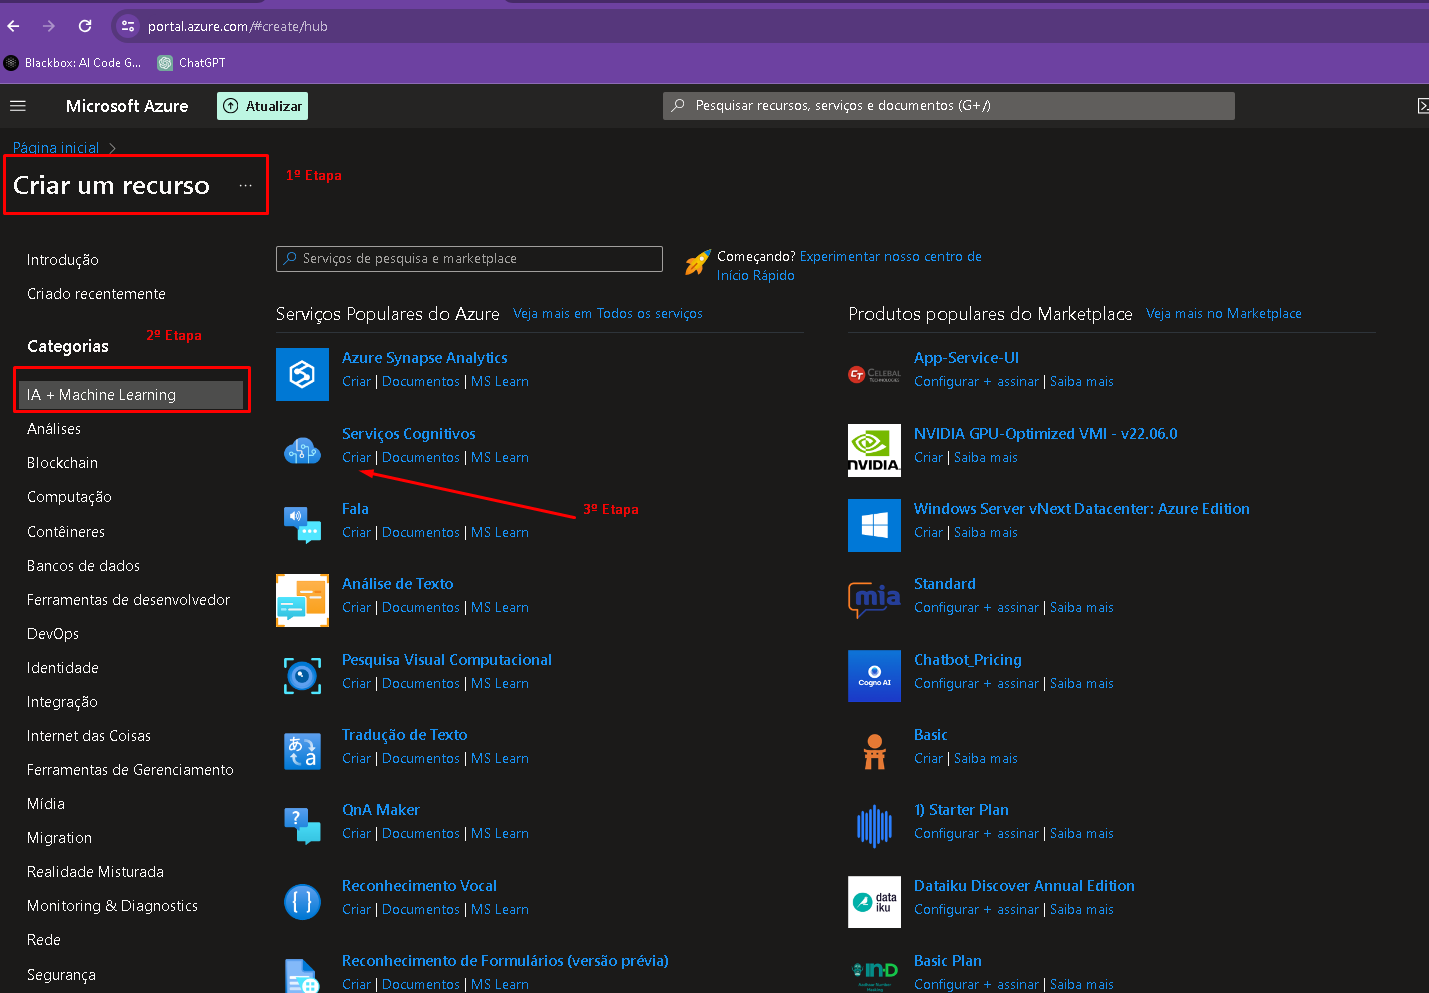 portal.azure.com/#create/hub
Blackbox: AI Code G...
ChatGPT
Microsoft Azure
Atualizar
Pesquisar recursos, serviços e documentos (G+/)
Página inicial
Criar um recurso
...
1º Etapa
Introdução
Criado recentemente
Categorias
2º Etapa
IA + Machine Learning
Análises
Blockchain
Computação
Contêineres
Bancos de dados
Ferramentas de desenvolvedor
DevOps
Identidade
Integração
Internet das Coisas
Ferramentas de Gerenciamento
Mídia
Migration
Realidade Misturada
Monitoring & Diagnostics
Rede
Segurança
Serviços de pesquisa e marketplace
Começando? Experimentar nosso centro de
Início Rápido
Serviços Populares do Azure Veja mais em Todos os serviços
Azure Synapse Analytics
Criar | Documentos | MS Learn
Serviços Cognitivos
Criar | Documentos | MS Learn
3º Etapa
Fala
Criar | Documentos | MS Learn
Análise de Texto
Criar | Documentos | MS Learn
Pesquisa Visual Computacional
Criar | Documentos | MS Learn
Tradução de Texto
Criar | Documentos | MS Learn
QnA Maker
Criar | Documentos | MS Learn
Reconhecimento Vocal
Criar | Documentos | MS Learn
Reconhecimento de Formulários (versão prévia)
Criar | Documentos | MS Learn
Produtos populares do Marketplace Veja mais no Marketplace
CT CELEBAL
TECHNOLOGIES
App-Service-UI
Configurar + assinar | Saiba mais
NVIDIA
NVIDIA GPU-Optimized VMI - v22.06.0
Criar | Saiba mais
Windows Server vNext Datacenter: Azure Edition
Criar | Saiba mais
mia
Standard
Configurar + assinar | Saiba mais
Cogno AI
Chatbot_Pricing
Configurar + assinar | Saiba mais
Basic
Criar | Saiba mais
1) Starter Plan
Configurar + assinar | Saiba mais
data
iku
Dataiku Discover Annual Edition
Configurar + assinar | Saiba mais
IN-D
Basic Plan
Configurar + assinar | Saiba mais